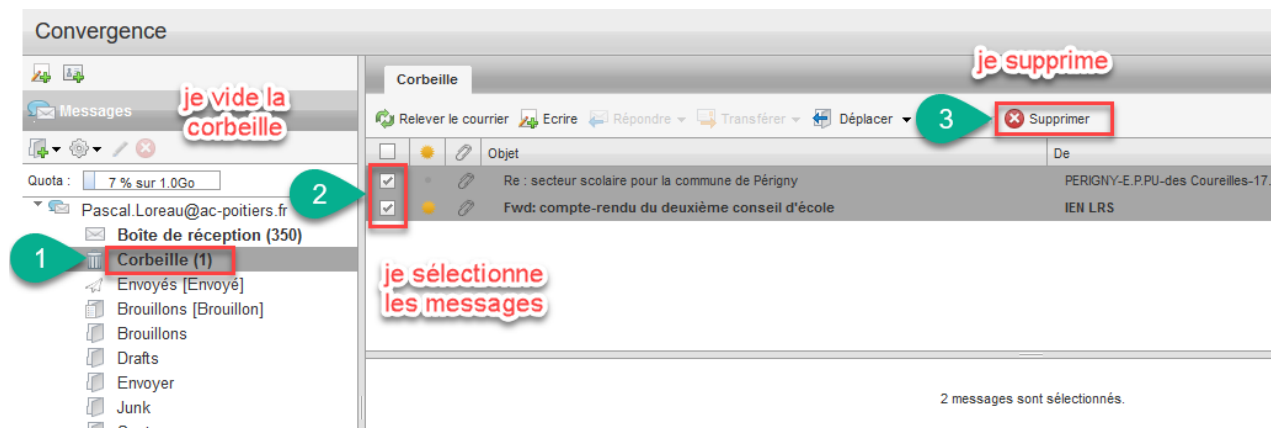 Convergence
je supprime
Corbeille
Messages
je vide la
corbeille
Relever le courrier Ecrire Répondre Transférer Déplacer 3 Supprimer
Objet De
Quota : 7 % sur 1.0Go
2
Re : secteur scolaire pour la commune de Périgny PERIGNY-E.P.PU-des Coureilles-17.
Pascal.Loreau@ac-poitiers.fr
Fwd: compte-rendu du deuxième conseil d'école IEN LRS
Boîte de réception (350)
1 Corbeille (1)
je sélectionne
les messages
Envoyés [Envoyé]
Brouillons [Brouillon]
Brouillons
Drafts
Envoyer
Junk
2 messages sont sélectionnés.